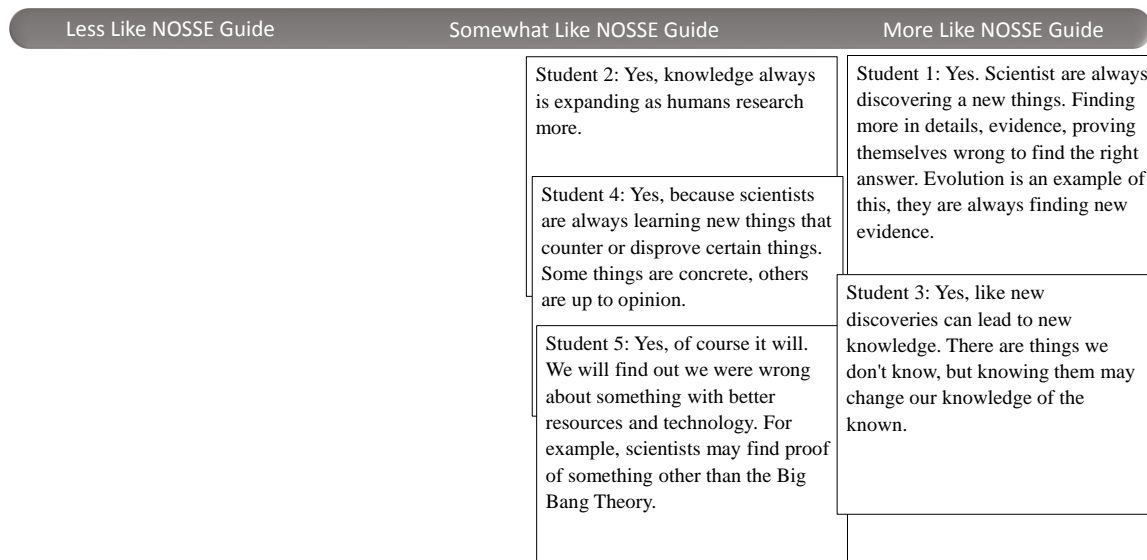 Less Like NOSSE Guide
Somewhat Like NOSSE Guide
More Like NOSSE Guide
Student 2: Yes, knowledge always
is expanding as humans research
more.
Student 4: Yes, because scientists
are always learning new things that
counter or disprove certain things.
Some things are concrete, others
are up to opinion.
Student 5: Yes, of course it will.
We will find out we were wrong
about something with better
resources and technology. For
example, scientists may find proof
of something other than the Big
Bang Theory.
Student 1: Yes. Scientist are always
discovering a new things. Finding
more in details, evidence, proving
themselves wrong to find the right
answer. Evolution is an example of
this, they are always finding new
evidence.
Student 3: Yes, like new
discoveries can lead to new
knowledge. There are things we
don't know, but knowing them may
change our knowledge of the
known.